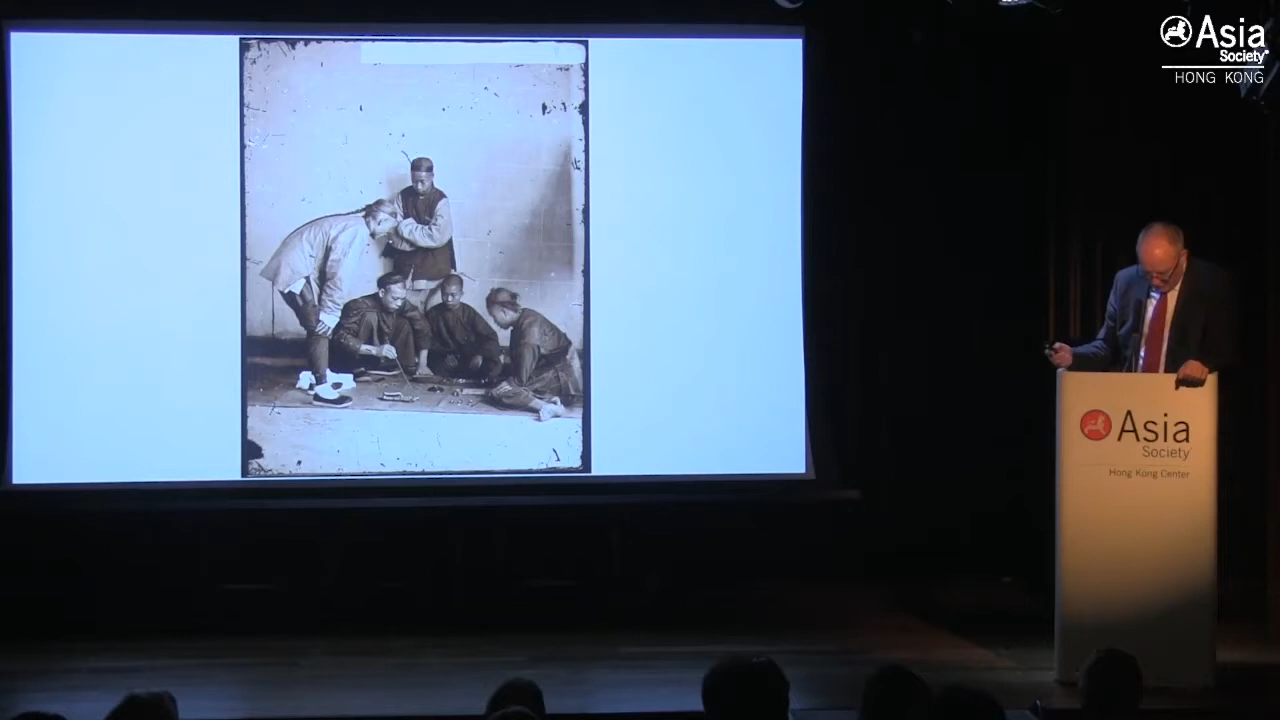 Asia
Society
HONG KONG
Asia
Society
Hong Kong Center